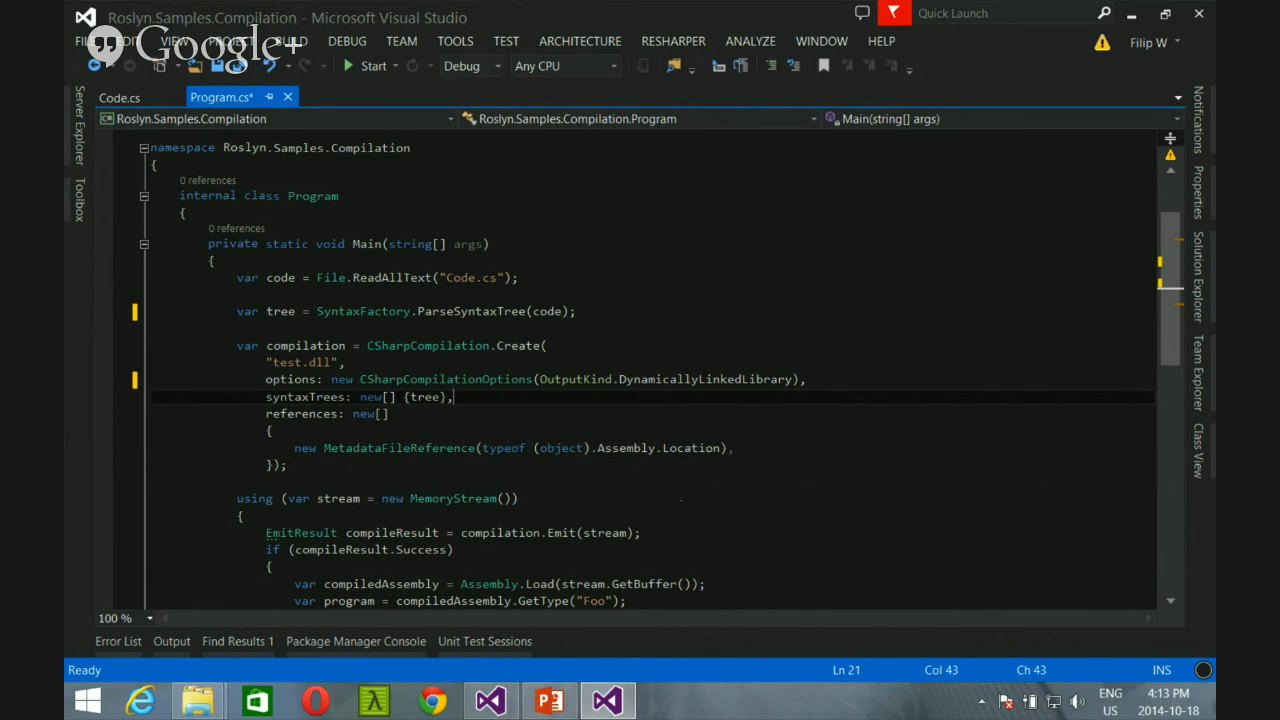 Roslyn.Samples.Compilation - Microsoft Visual Studio
Quick Launch
Google+
FILE EDIT VIEW PROJECT BUILD DEBUG TEAM TOOLS TEST ARCHITECTURE RESHARPER ANALYZE WINDOW HELP
Filip W
Start
Debug
Any CPU
Server Explorer
Toolbox
Code.cs
Program.cs*
Roslyn.Samples.Compilation
Roslyn.Samples.Compilation.Program
Main(string[] args)
namespace Roslyn.Samples.Compilation
{
0 references
internal class Program
{
0 references
private static void Main(string[] args)
{
var code = File.ReadAllText("Code.cs");
var tree = SyntaxFactory.ParseSyntaxTree(code);
var compilation = CSharpCompilation.Create(
"test.dll",
options: new CSharpCompilationOptions(OutputKind.DynamicallyLinkedLibrary),
syntaxTrees: new[] {tree},
references: new[]
{
new MetadataFileReference(typeof (object).Assembly.Location),
});
using (var stream = new MemoryStream())
{
EmitResult compileResult = compilation.Emit(stream);
if (compileResult.Success)
{
var compiledAssembly = Assembly.Load(stream.GetBuffer());
var program = compiledAssembly.GetType("Foo");
Notifications
Properties
Solution Explorer
Team Explorer
Class View
100 %
Error List
Output
Find Results 1
Package Manager Console
Unit Test Sessions
Ready
Ln 21
Col 43
Ch 43
INS
ENG
US
4:13 PM
2014-10-18